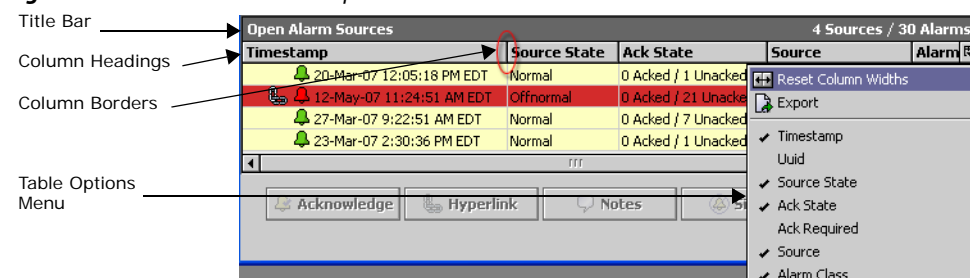 Title Bar
Open Alarm Sources 4 Sources / 30 Alarms
Column Headings
Timestamp Source State Ack State Source Alarm
20-Mar-07 12:05:18 PM EDT Normal 0 Acked / 1 Unacked
12-May-07 11:24:51 AM EDT Offnormal 0 Acked / 21 Unacke
27-Mar-07 9:22:51 AM EDT Normal 0 Acked / 7 Unacked
23-Mar-07 2:30:36 PM EDT Normal 0 Acked / 1 Unacked
Column Borders
Reset Column Widths
Export
Timestamp
Uuid
Source State
Ack State
Ack Required
Source
Alarm Class
Table Options
Menu
Acknowledge Hyperlink Notes